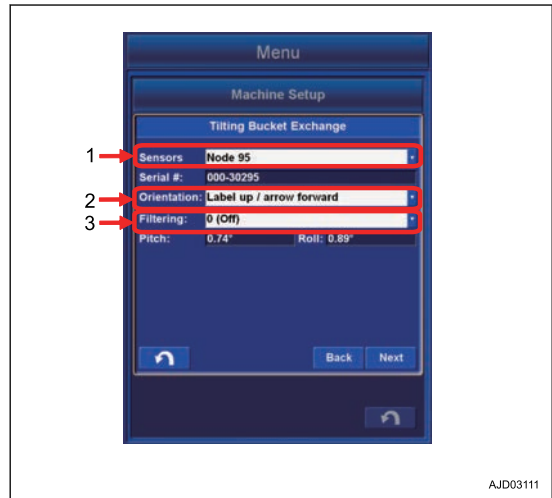 Menu
Machine Setup
Tilting Bucket Exchange
1 Sensors Node 95
Serial #: 000-30295
2 Orientation: Label up / arrow forward
3 Filtering: 0 (Off)
Pitch: 0.74° Roll: 0.89°
Back Next
AJD03111